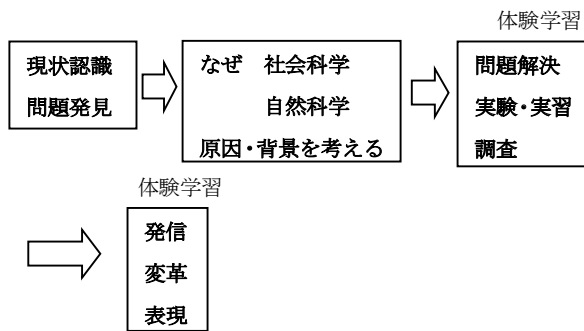 体験学習
現状認識
問題発見
なぜ 社会科学
自然科学
原因・背景を考える
問題解決
実験・実習
調査
体験学習
発信
変革
表現